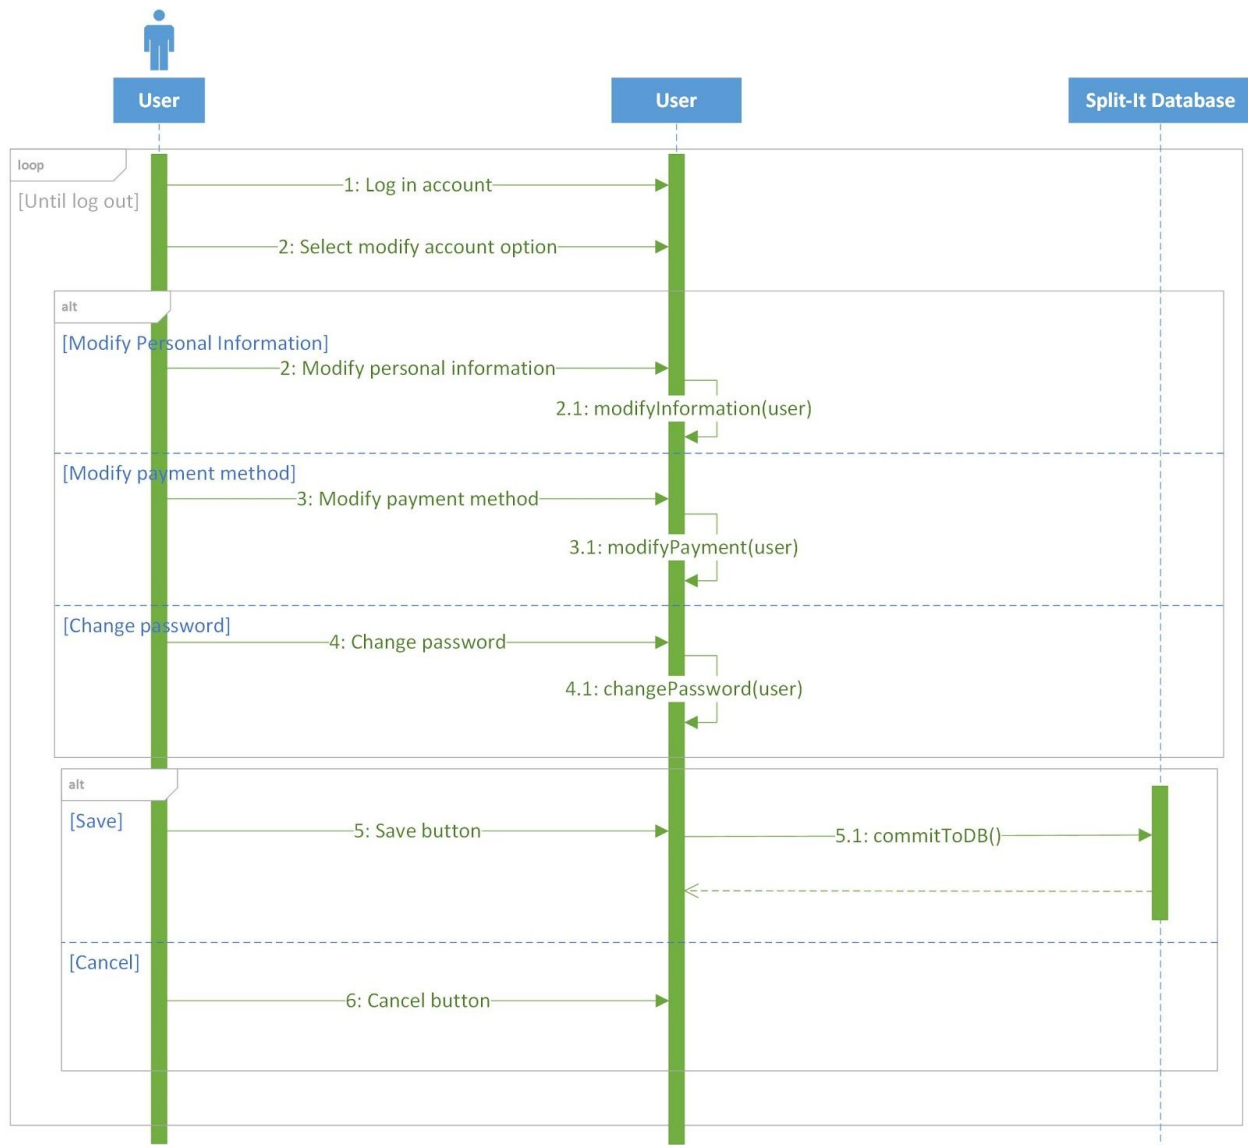 User
User
Split-It Database
loop
[Until log out]
1: Log in account
2: Select modify account option
alt
[Modify Personal Information]
2: Modify personal information
2.1: modifyInformation(user)
[Modify payment method]
3: Modify payment method
3.1: modifyPayment(user)
[Change password]
4: Change password
4.1: changePassword(user)
alt
[Save]
5: Save button
5.1: commitToDB()
[Cancel]
6: Cancel button